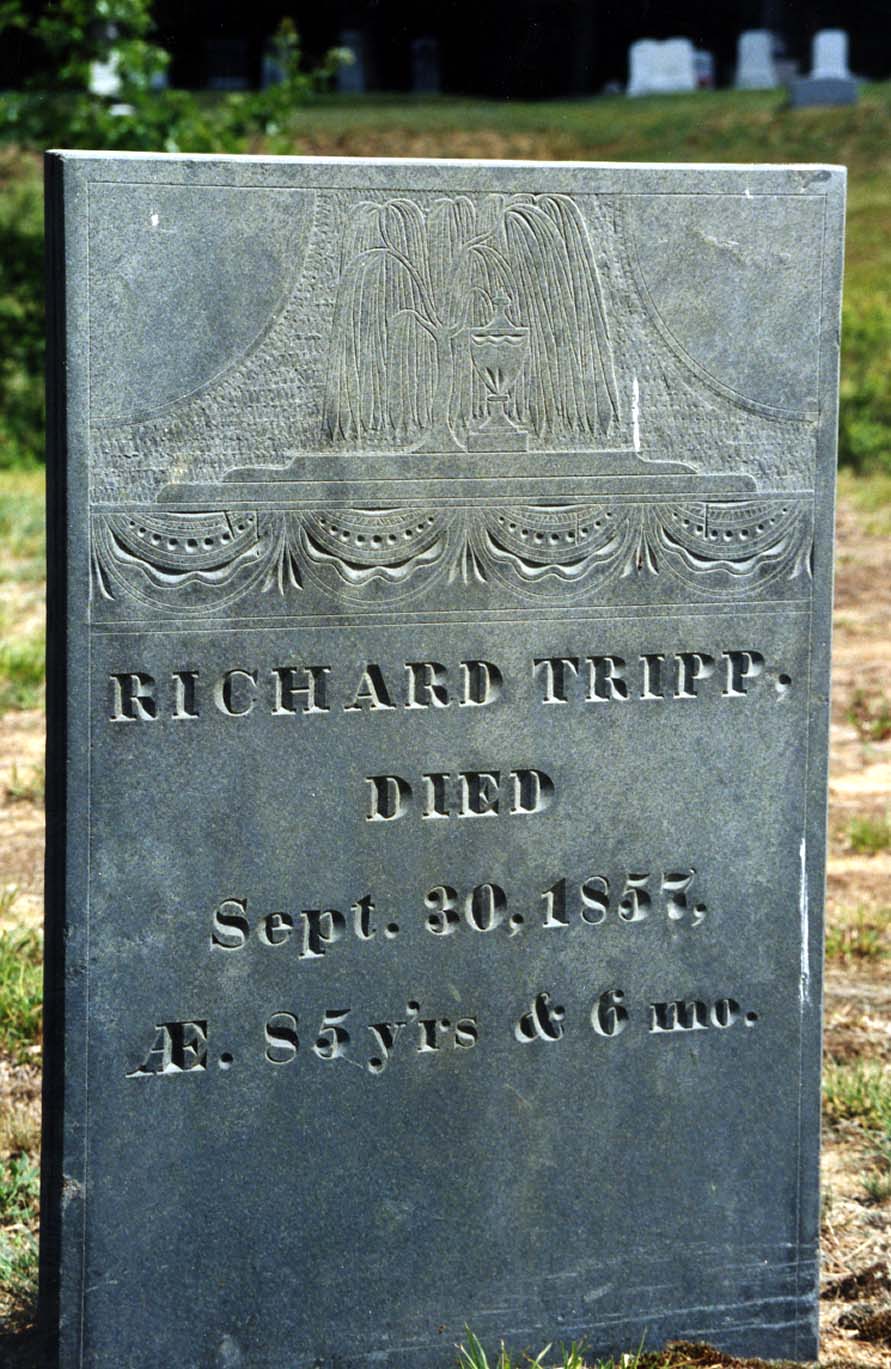 RICHARD TRIPP,
DIED
Sept. 30, 1857,
Æ. 85 y'rs & 6 mo.